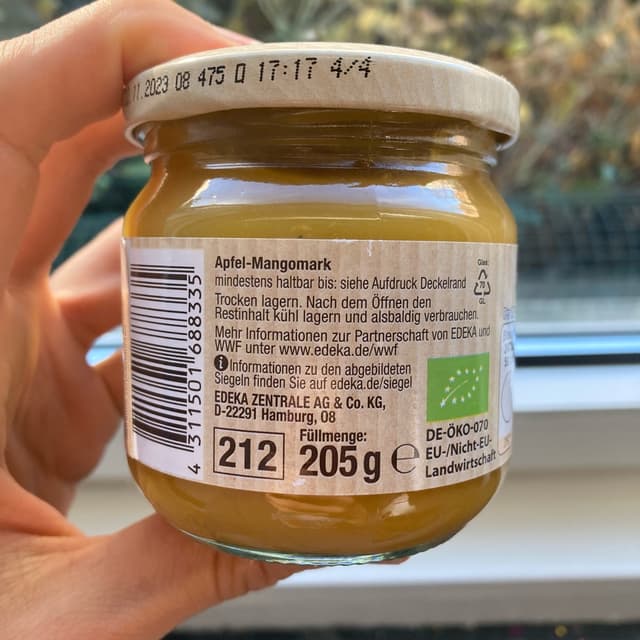 11.2023 08 475 17:17 4/4
Apfel-Mangomark
mindestens haltbar bis: siehe Aufdruck Deckelrand
Trocken lagern. Nach dem Öffnen den
Restinhalt kühl lagern und alsbaldig verbrauchen.
Mehr Informationen zur Partnerschaft von EDEKA und
WWF unter www.edeka.de/wwf
Informationen zu den abgebildeten
Siegeln finden Sie auf edeka.de/siegel
EDEKA ZENTRALE AG & Co. KG,
D-22291 Hamburg, 08
212
Füllmenge:
205 g e
Glas:
70
GL
DE-ÖKO-070
EU-/Nicht-EU-
Landwirtschaft
4 311501 688335